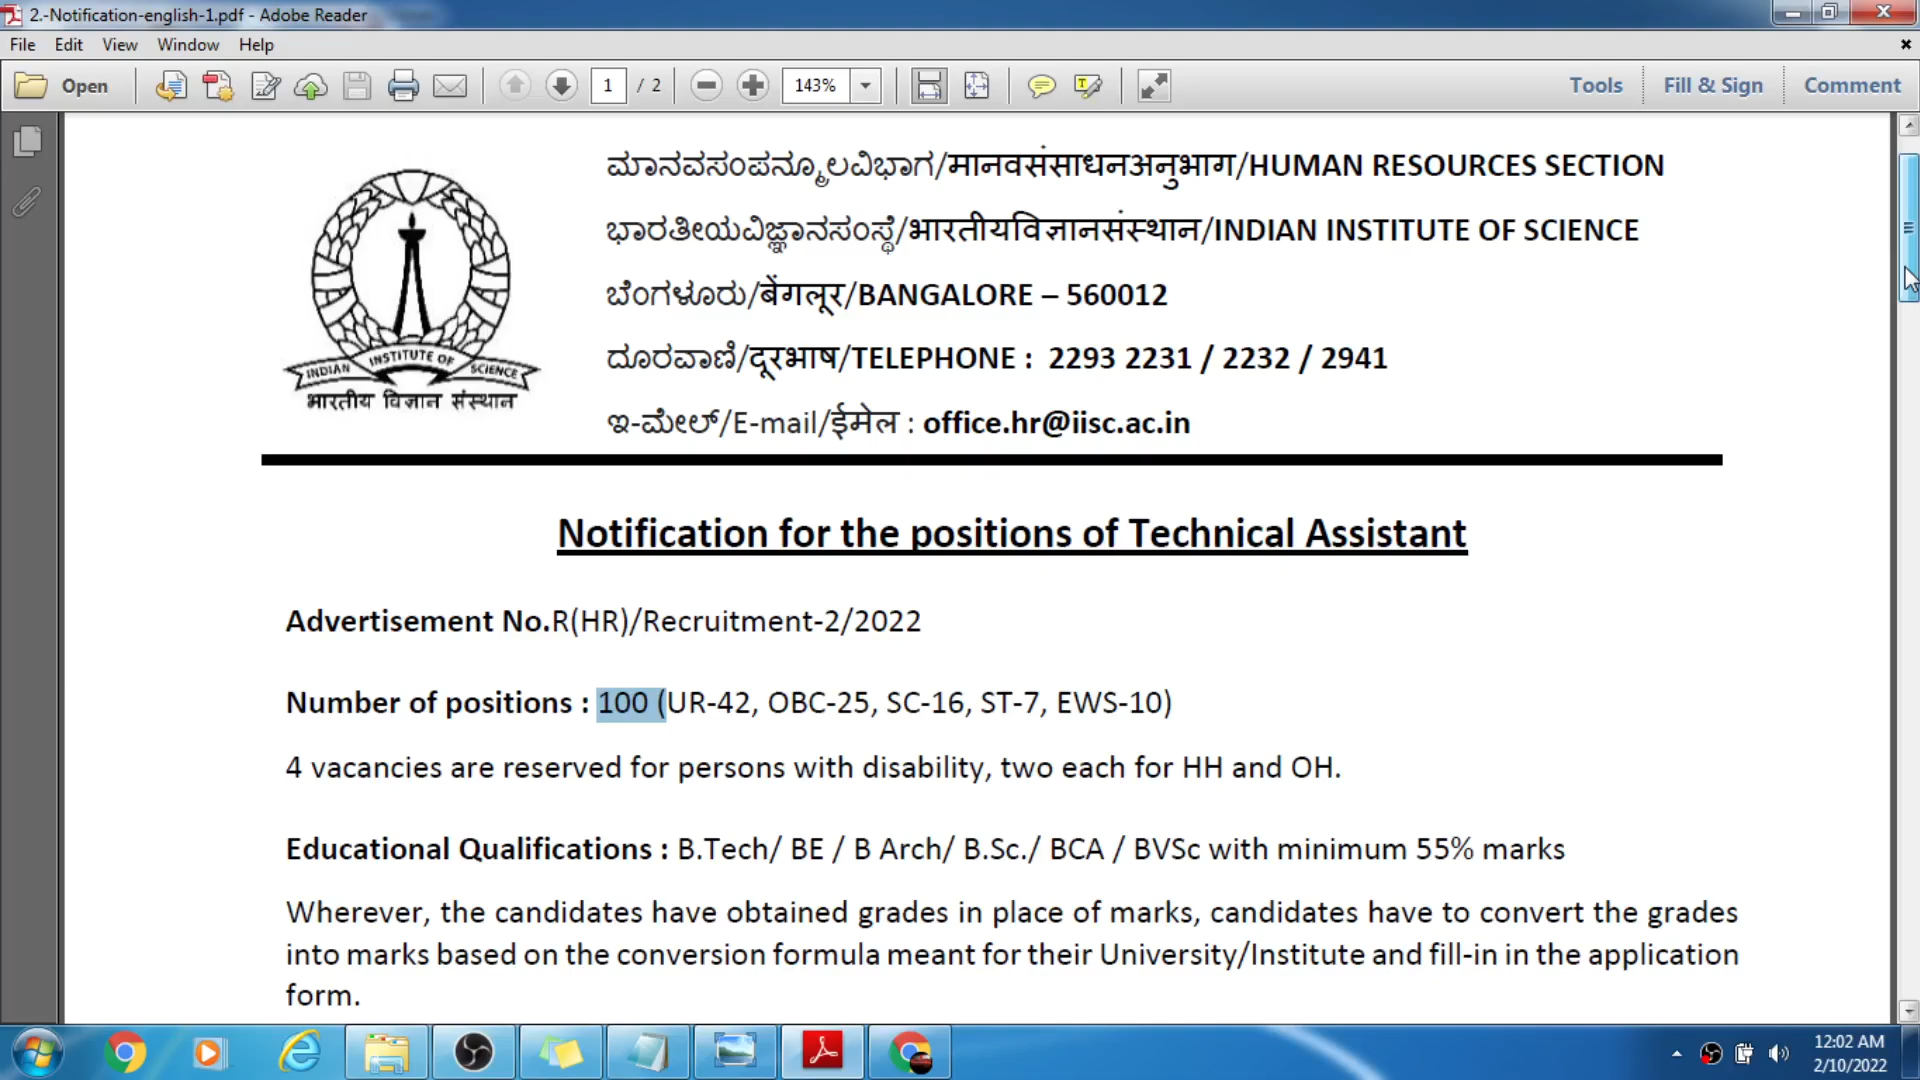 2.-Notification-english-1.pdf - Adobe Reader
File Edit View Window Help
Open 1 / 2 143% Tools Fill & Sign Comment
ಮಾನವಸಂಪನ್ಮೂಲವಿಭಾಗ/मानवसंसाधनअनुभाग/HUMAN RESOURCES SECTION
ಭಾರತೀಯವಿಜ್ಞಾನಸಂಸ್ಥೆ/भारतीयविज्ञानसंस्थान/INDIAN INSTITUTE OF SCIENCE
ಬೆಂಗಳೂರು/बेंगलूर/BANGALORE – 560012
ದೂರವಾಣಿ/दूरभाष/TELEPHONE : 2293 2231 / 2232 / 2941
ಇ-ಮೇಲ್/E-mail/ईमेल : office.hr@iisc.ac.in
INDIAN INSTITUTE OF SCIENCE
भारतीय विज्ञान संस्थान
Notification for the positions of Technical Assistant
Advertisement No.R(HR)/Recruitment-2/2022
Number of positions : 100 (UR-42, OBC-25, SC-16, ST-7, EWS-10)
4 vacancies are reserved for persons with disability, two each for HH and OH.
Educational Qualifications : B.Tech/ BE / B Arch/ B.Sc./ BCA / BVSc with minimum 55% marks
Wherever, the candidates have obtained grades in place of marks, candidates have to convert the grades
into marks based on the conversion formula meant for their University/Institute and fill-in in the application
form.
12:02 AM
2/10/2022